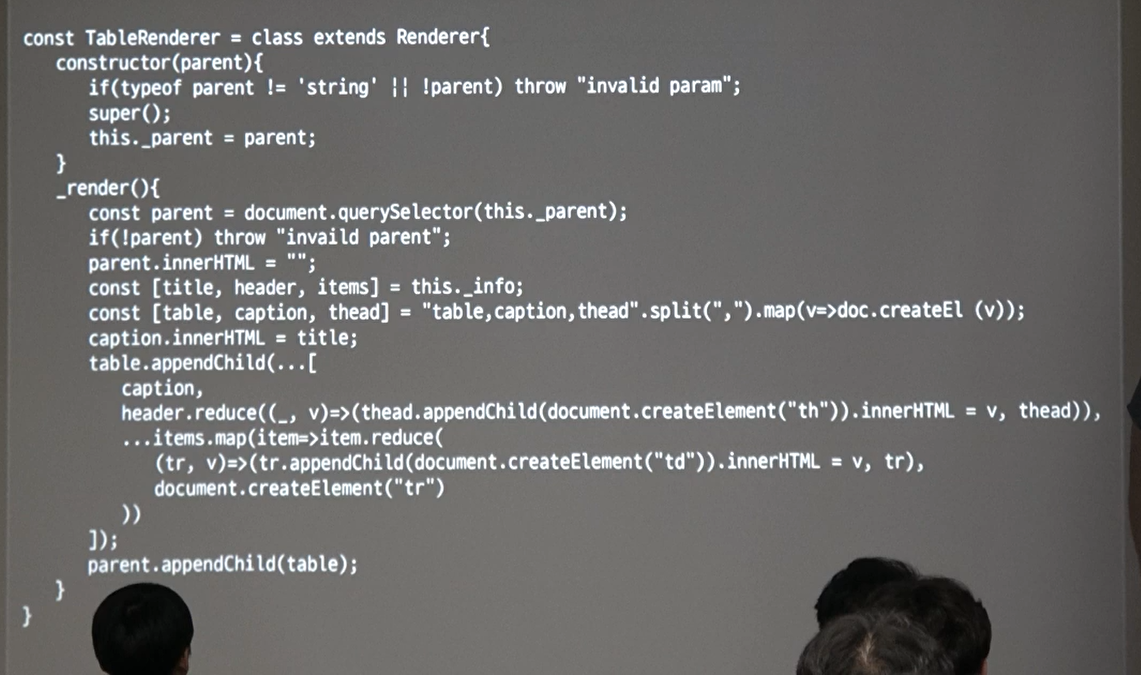 const TableRenderer = class extends Renderer{
   constructor(parent){
      if(typeof parent != 'string' || !parent) throw "invalid param";
      super();
      this._parent = parent;
   }
   _render(){
      const parent = document.querySelector(this._parent);
      if(!parent) throw "invaild parent";
      parent.innerHTML = "";
      const [title, header, items] = this._info;
      const [table, caption, thead] = "table,caption,thead".split(",").map(v=>doc.createEl (v));
      caption.innerHTML = title;
      table.appendChild(...[
         caption,
         header.reduce((_, v)=>(thead.appendChild(document.createElement("th")).innerHTML = v, thead)),
         ...items.map(item=>item.reduce(
            (tr, v)=>(tr.appendChild(document.createElement("td")).innerHTML = v, tr),
            document.createElement("tr")
         ))
      ]);
      parent.appendChild(table);
   }
}